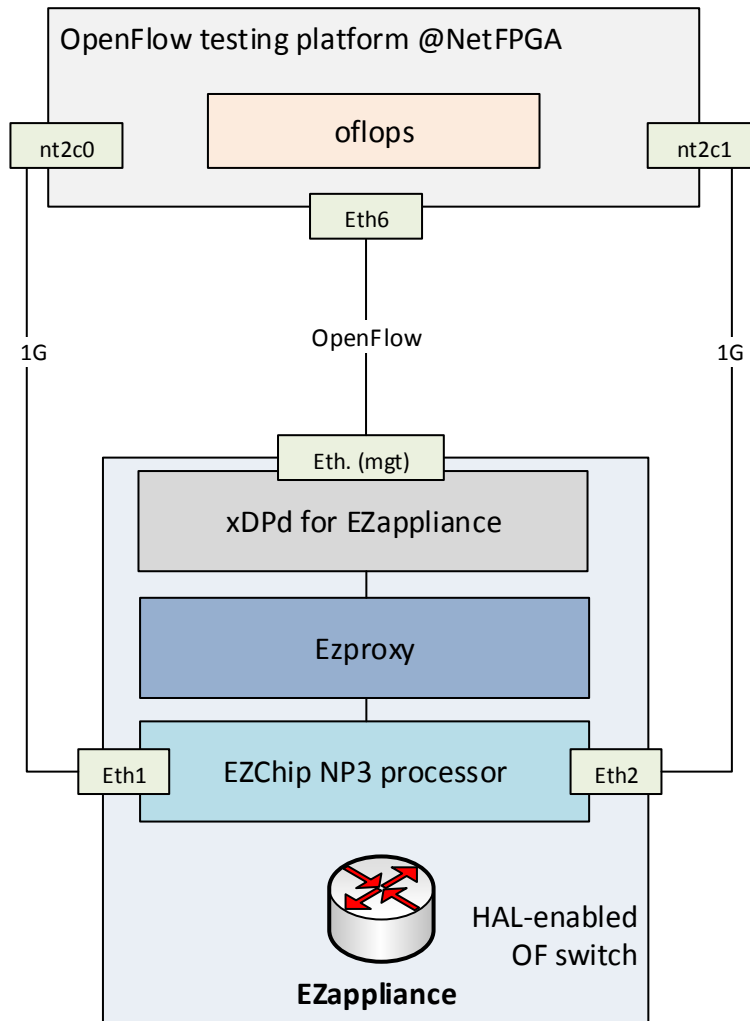 OpenFlow testing platform @NetFPGA
oflops
nt2c0
nt2c1
Eth6
1G
OpenFlow
1G
Eth. (mgt)
xDPd for EZappliance
Ezproxy
EZChip NP3 processor
Eth1
Eth2
HAL-enabled
OF switch
EZappliance